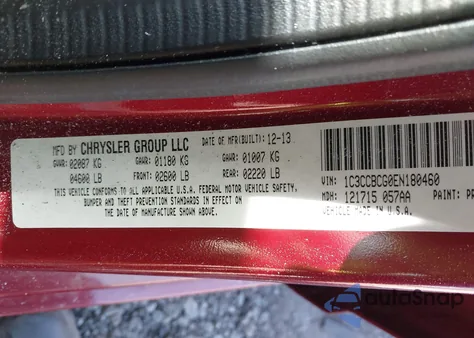 MFD BY CHRYSLER GROUP LLC DATE OF MFR(BUILT): 12-13
GVWR: 02087 KG GAWR: 01180 KG GAWR: 01007 KG
04600 LB FRONT: 02600 LB REAR: 02220 LB
THIS VEHICLE CONFORMS TO ALL APPLICABLE U.S.A. FEDERAL MOTOR VEHICLE SAFETY,
BUMPER AND THEFT PREVENTION STANDARDS IN EFFECT ON
THE DATE OF MANUFACTURE SHOWN ABOVE.
VIN: 1C3CCBCG0EN180460
MDH: 121715 057AA PAINT: PR
VEHICLE MADE IN U.S.A.
autoSnap